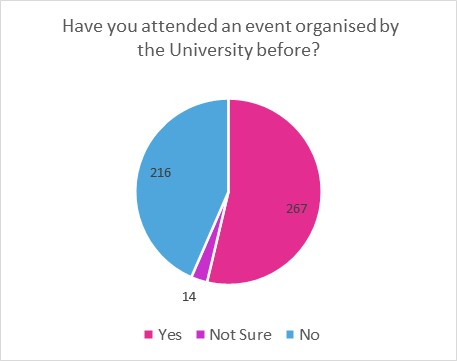 Have you attended an event organised by
the University before?
216
267
14
Yes Not Sure No